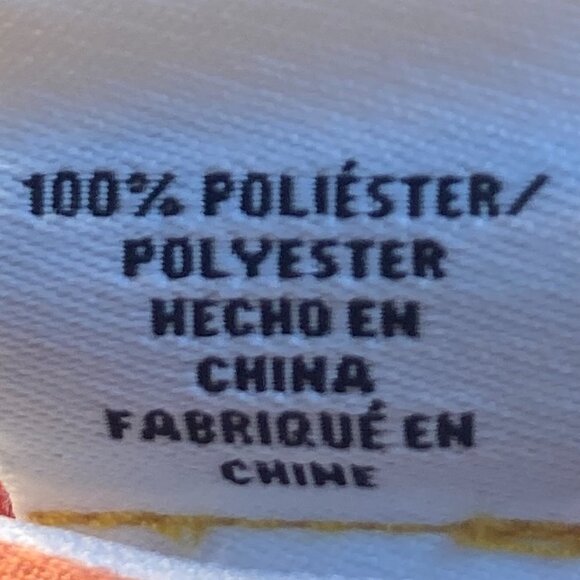 100% POLIÉSTER/
POLYESTER
HECHO EN
CHINA
FABRIQUÉ EN
CHINE